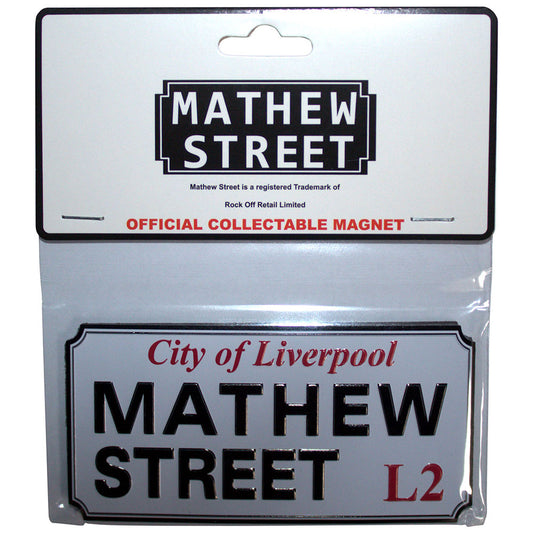 MATHEW
STREET
Mathew Street is a registered Trademark of
Rock Off Retail Limited
OFFICIAL COLLECTABLE MAGNET
City of Liverpool
MATHEW
STREET L2